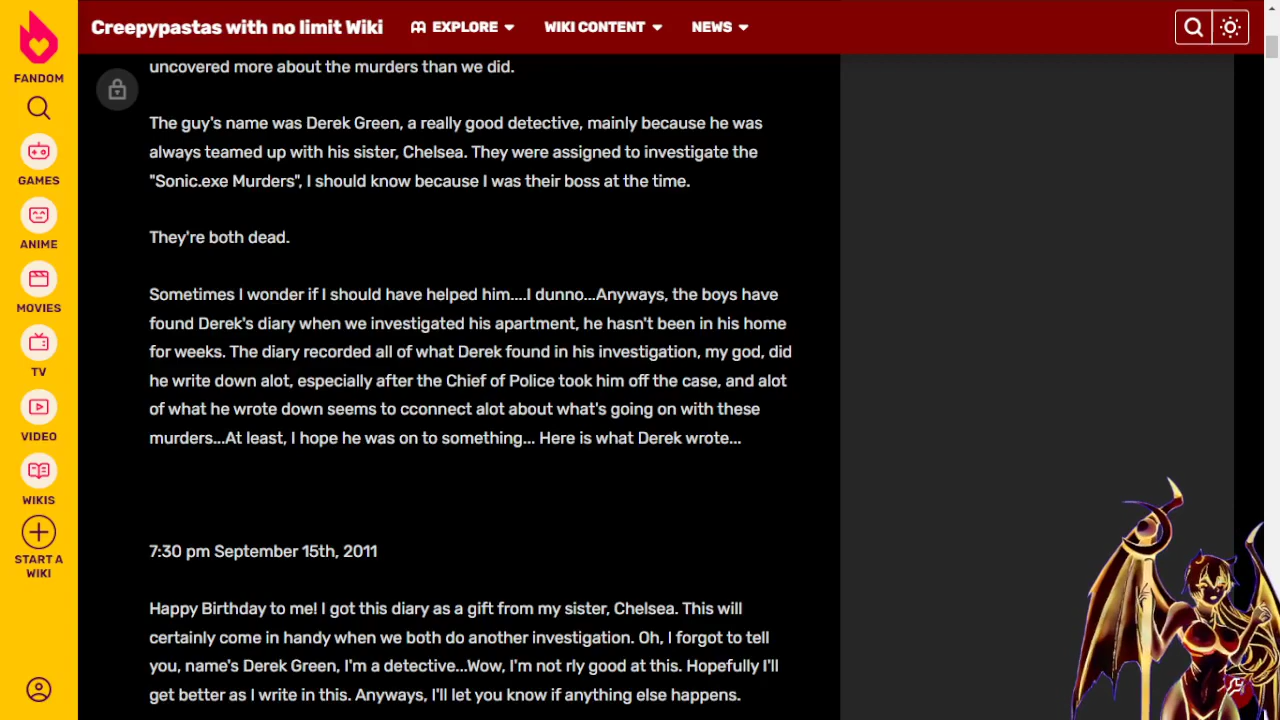 Creepypastas with no limit Wiki
EXPLORE
WIKI CONTENT
NEWS
FANDOM
GAMES
ANIME
MOVIES
TV
VIDEO
WIKIS
START A
WIKI
uncovered more about the murders than we did.
The guy's name was Derek Green, a really good detective, mainly because he was
always teamed up with his sister, Chelsea. They were assigned to investigate the
"Sonic.exe Murders", I should know because I was their boss at the time.
They're both dead.
Sometimes I wonder if I should have helped him....I dunno...Anyways, the boys have
found Derek's diary when we investigated his apartment, he hasn't been in his home
for weeks. The diary recorded all of what Derek found in his investigation, my god, did
he write down alot, especially after the Chief of Police took him off the case, and alot
of what he wrote down seems to cconnect alot about what's going on with these
murders...At least, I hope he was on to something... Here is what Derek wrote...
7:30 pm September 15th, 2011
Happy Birthday to me! I got this diary as a gift from my sister, Chelsea. This will
certainly come in handy when we both do another investigation. Oh, I forgot to tell
you, name's Derek Green, I'm a detective...Wow, I'm not rly good at this. Hopefully I'll
get better as I write in this. Anyways, I'll let you know if anything else happens.